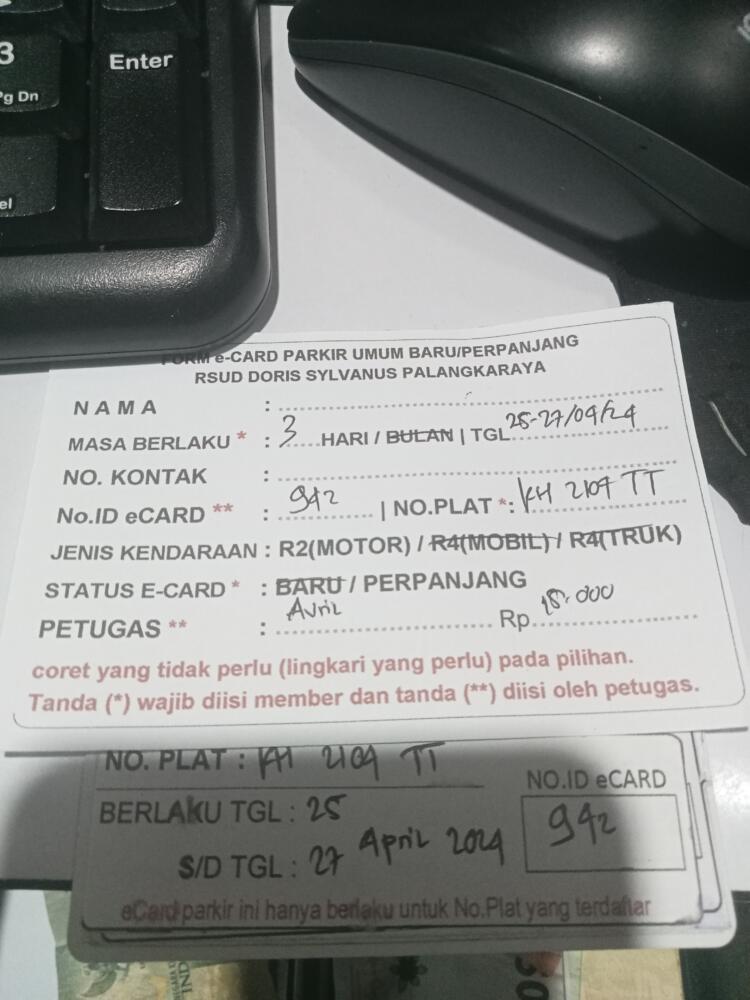 3
Pg Dn
Enter
FORM e-CARD PARKIR UMUM BARU/PERPANJANG
RSUD DORIS SYLVANUS PALANGKARAYA
NAMA :
MASA BERLAKU * : 3 HARI / BULAN | TGL 25-27/04/24
NO. KONTAK :
No.ID eCARD ** : 942 | NO.PLAT *: KH 2109 TT
JENIS KENDARAAN : R2(MOTOR) / R4(MOBIL) / R4(TRUK)
STATUS E-CARD * : BARU / PERPANJANG
PETUGAS ** : Avril Rp. 15.000
coret yang tidak perlu (lingkari yang perlu) pada pilihan.
Tanda (*) wajib diisi member dan tanda (**) diisi oleh petugas.
NO. PLAT : KH 2109 TT
NO.ID eCARD
BERLAKU TGL : 25
942
S/D TGL : 27 April 2024
eCard parkir ini hanya berlaku untuk No.Plat yang terdaftar